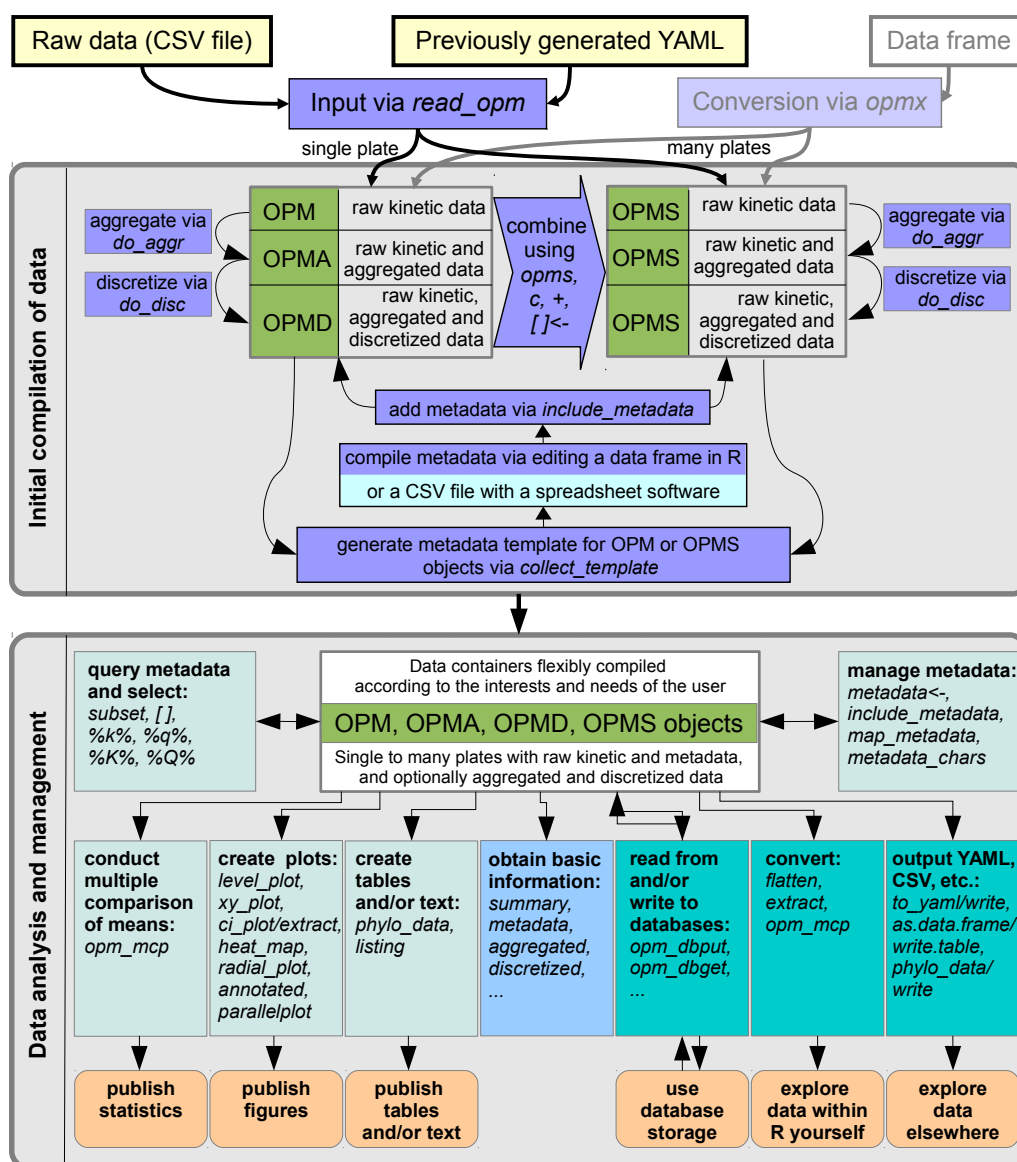 Raw data (CSV file)
Previously generated YAML
Data frame
Input via read_opm
Conversion via opmx
single plate
many plates
Initial compilation of data
aggregate via
do_aggr
discretize via
do_disc
OPM
raw kinetic data
OPMA
raw kinetic and
aggregated data
OPMD
raw kinetic,
aggregated and
discretized data
combine
using
opms,
c, +,
[ ]<-
OPMS
raw kinetic data
OPMS
raw kinetic and
aggregated data
OPMS
raw kinetic,
aggregated and
discretized data
aggregate via
do_aggr
discretize via
do_disc
add metadata via include_metadata
compile metadata via editing a data frame in R
or a CSV file with a spreadsheet software
generate metadata template for OPM or OPMS
objects via collect_template
Data analysis and management
query metadata
and select:
subset, [ ],
%k%, %q%,
%K%, %Q%
Data containers flexibly compiled
according to the interests and needs of the user
OPM, OPMA, OPMD, OPMS objects
Single to many plates with raw kinetic and metadata,
and optionally aggregated and discretized data
manage metadata:
metadata<-,
include_metadata,
map_metadata,
metadata_chars
conduct
multiple
comparison
of means:
opm_mcp
create plots:
level_plot,
xy_plot,
ci_plot/extract,
heat_map,
radial_plot,
annotated,
parallelplot
create
tables
and/or text:
phylo_data,
listing
obtain basic
information:
summary,
metadata,
aggregated,
discretized,
...
read from
and/or
write to
databases:
opm_dbput,
opm_dbget,
...
convert:
flatten,
extract,
opm_mcp
output YAML,
CSV, etc.:
to_yaml/write,
as.data.frame/
write.table,
phylo_data/
write
publish
statistics
publish
figures
publish
tables
and/or text
use
database
storage
explore
data within
R yourself
explore
data
elsewhere